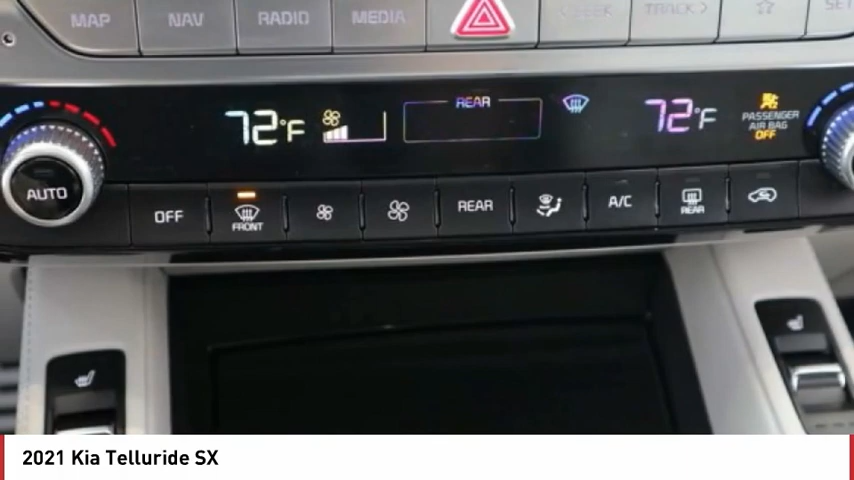 MAP NAV RADIO MEDIA < SEEK TRACK > SET
REAR
72°F 72°F PASSENGER
AIR BAG
OFF
AUTO OFF FRONT REAR A/C REAR
2021 Kia Telluride SX